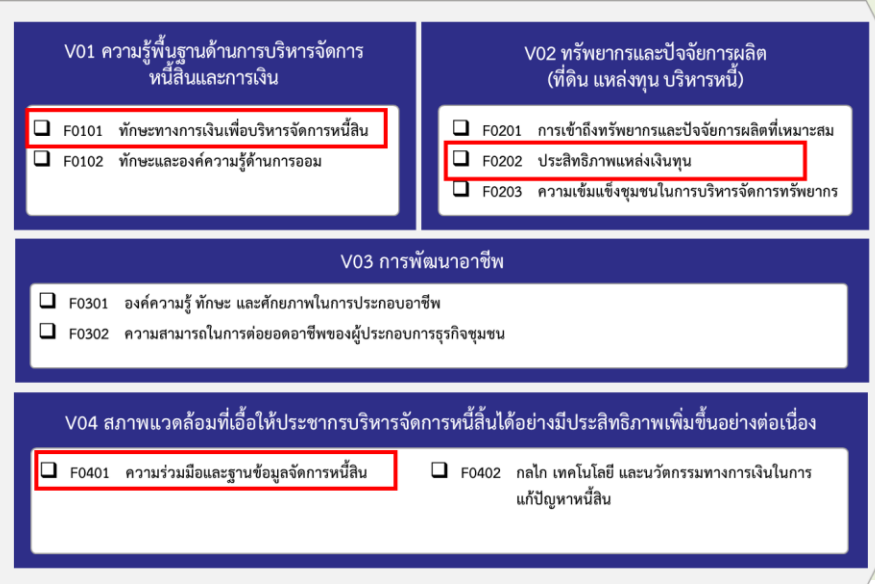 V01 ความรู้พื้นฐานด้านการบริหารจัดการ
หนี้สินและการเงิน
F0101 ทักษะทางการเงินเพื่อบริหารจัดการหนี้สิน
F0102 ทักษะและองค์ความรู้ด้านการออม
V02 ทรัพยากรและปัจจัยการผลิต
(ที่ดิน แหล่งทุน บริหารหนี้)
F0201 การเข้าถึงทรัพยากรและปัจจัยการผลิตที่เหมาะสม
F0202 ประสิทธิภาพแหล่งเงินทุน
F0203 ความเข้มแข็งชุมชนในการบริหารจัดการทรัพยากร
V03 การพัฒนาอาชีพ
F0301 องค์ความรู้ ทักษะ และศักยภาพในการประกอบอาชีพ
F0302 ความสามารถในการต่อยอดอาชีพของผู้ประกอบการธุรกิจชุมชน
V04 สภาพแวดล้อมที่เอื้อให้ประชากรบริหารจัดการหนี้สิ้นได้อย่างมีประสิทธิภาพเพิ่มขึ้นอย่างต่อเนื่อง
F0401 ความร่วมมือและฐานข้อมูลจัดการหนี้สิน
F0402 กลไก เทคโนโลยี และนวัตกรรมทางการเงินในการ
แก้ปัญหาหนี้สิน